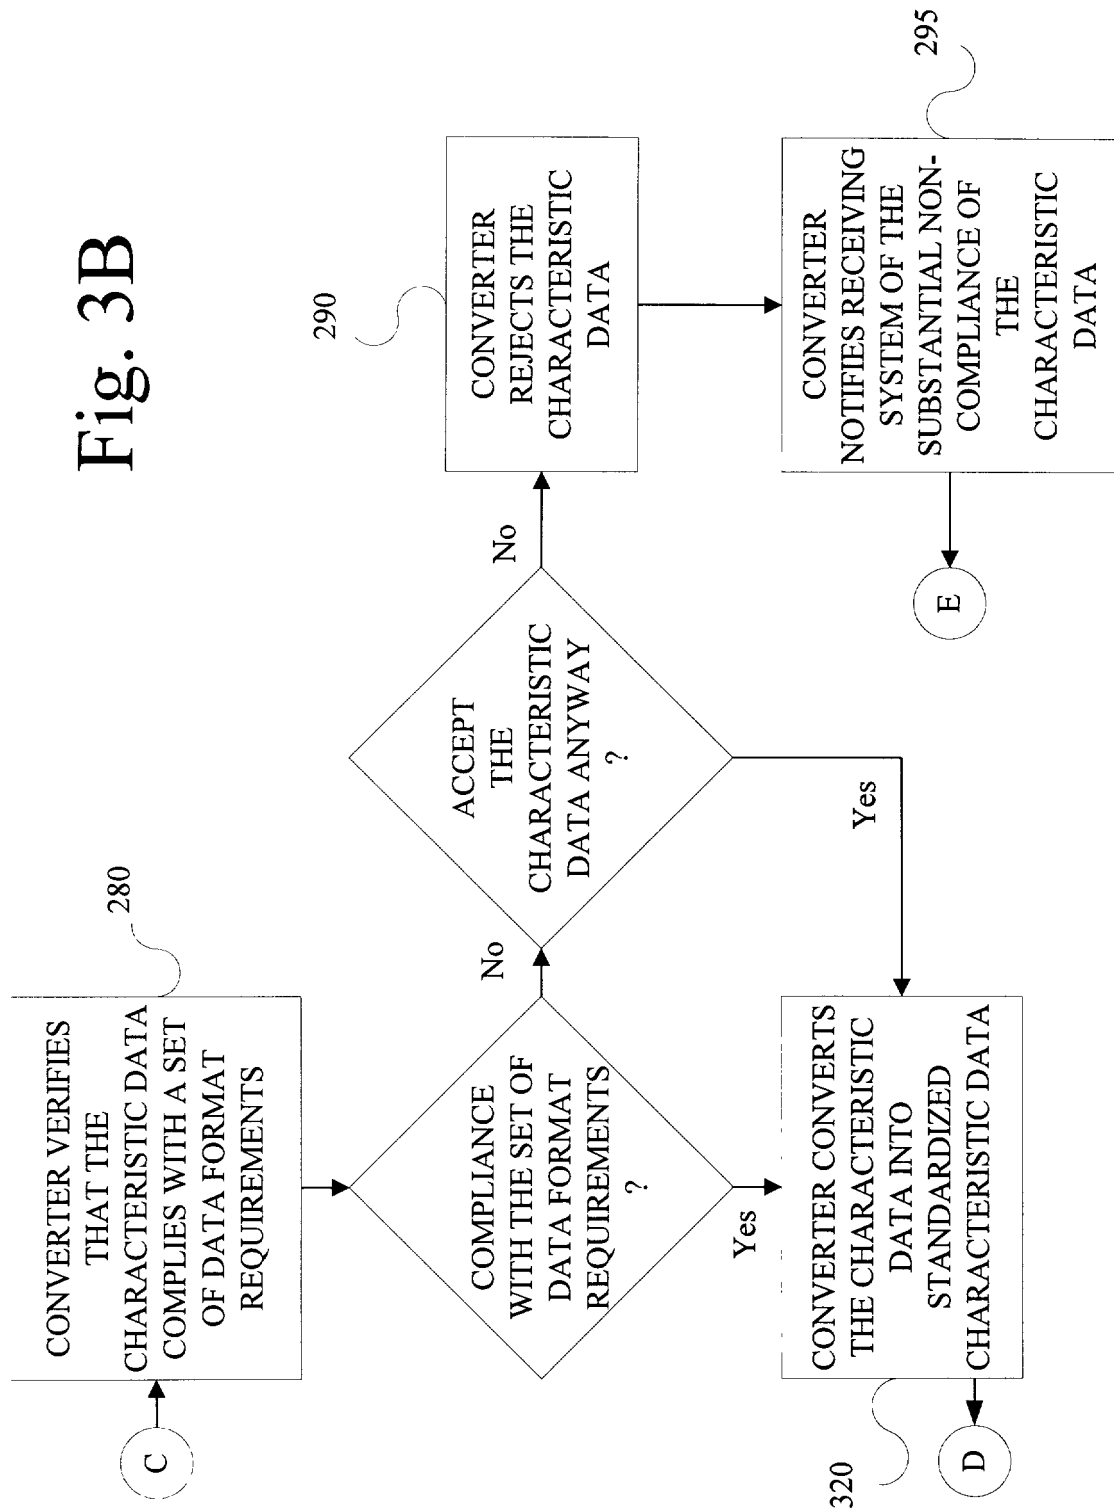 Fig. 3B
C
CONVERTER VERIFIES
THAT THE
CHARACTERISTIC DATA
COMPLIES WITH A SET
OF DATA FORMAT
REQUIREMENTS
280
COMPLIANCE
WITH THE SET OF
DATA FORMAT
REQUIREMENTS
?
No
Yes
ACCEPT
THE
CHARACTERISTIC
DATA ANYWAY
?
No
Yes
CONVERTER
REJECTS THE
CHARACTERISTIC
DATA
290
CONVERTER CONVERTS
THE CHARACTERISTIC
DATA INTO
STANDARDIZED
CHARACTERISTIC DATA
320
D
CONVERTER
NOTIFIES RECEIVING
SYSTEM OF THE
SUBSTANTIAL NON-
COMPLIANCE OF
THE
CHARACTERISTIC
DATA
295
E